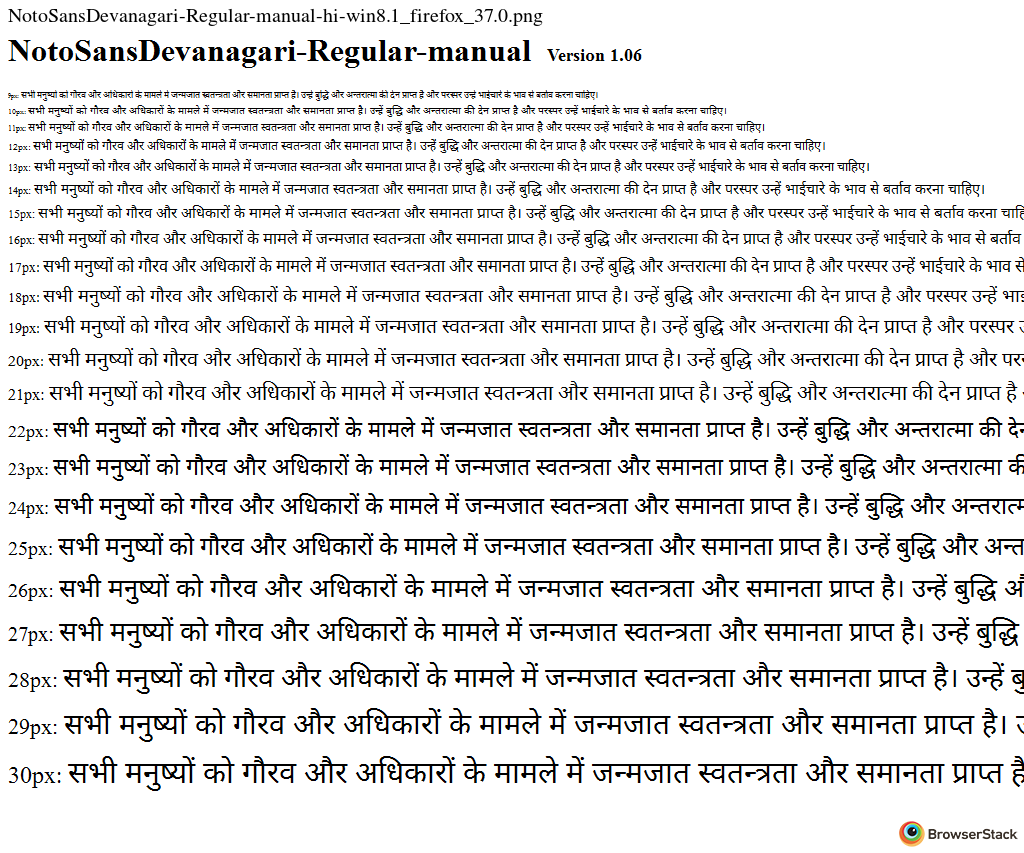 NotoSansDevanagari-Regular-manual-hi-win8.1_firefox_37.0.png
NotoSansDevanagari-Regular-manual Version 1.06
9px: सभी मनुष्यों को गौरव और अधिकारों के मामले में जन्मजात स्वतन्त्रता और समानता प्राप्त है। उन्हें बुद्धि और अन्तरात्मा की देन प्राप्त है और परस्पर उन्हें भाईचारे के भाव से बर्ताव करना चाहिए।
10px: सभी मनुष्यों को गौरव और अधिकारों के मामले में जन्मजात स्वतन्त्रता और समानता प्राप्त है। उन्हें बुद्धि और अन्तरात्मा की देन प्राप्त है और परस्पर उन्हें भाईचारे के भाव से बर्ताव करना चाहिए।
11px: सभी मनुष्यों को गौरव और अधिकारों के मामले में जन्मजात स्वतन्त्रता और समानता प्राप्त है। उन्हें बुद्धि और अन्तरात्मा की देन प्राप्त है और परस्पर उन्हें भाईचारे के भाव से बर्ताव करना चाहिए।
12px: सभी मनुष्यों को गौरव और अधिकारों के मामले में जन्मजात स्वतन्त्रता और समानता प्राप्त है। उन्हें बुद्धि और अन्तरात्मा की देन प्राप्त है और परस्पर उन्हें भाईचारे के भाव से बर्ताव करना चाहिए।
13px: सभी मनुष्यों को गौरव और अधिकारों के मामले में जन्मजात स्वतन्त्रता और समानता प्राप्त है। उन्हें बुद्धि और अन्तरात्मा की देन प्राप्त है और परस्पर उन्हें भाईचारे के भाव से बर्ताव करना चाहिए।
14px: सभी मनुष्यों को गौरव और अधिकारों के मामले में जन्मजात स्वतन्त्रता और समानता प्राप्त है। उन्हें बुद्धि और अन्तरात्मा की देन प्राप्त है और परस्पर उन्हें भाईचारे के भाव से बर्ताव करना चाहिए।
15px: सभी मनुष्यों को गौरव और अधिकारों के मामले में जन्मजात स्वतन्त्रता और समानता प्राप्त है। उन्हें बुद्धि और अन्तरात्मा की देन प्राप्त है और परस्पर उन्हें भाईचारे के भाव से बर्ताव करना
16px: सभी मनुष्यों को गौरव और अधिकारों के मामले में जन्मजात स्वतन्त्रता और समानता प्राप्त है। उन्हें बुद्धि और अन्तरात्मा की देन प्राप्त है और परस्पर उन्हें भाईचारे के भाव से बर्ताव
17px: सभी मनुष्यों को गौरव और अधिकारों के मामले में जन्मजात स्वतन्त्रता और समानता प्राप्त है। उन्हें बुद्धि और अन्तरात्मा की देन प्राप्त है और परस्पर उन्हें भाईचारे के भाव से
18px: सभी मनुष्यों को गौरव और अधिकारों के मामले में जन्मजात स्वतन्त्रता और समानता प्राप्त है। उन्हें बुद्धि और अन्तरात्मा की देन प्राप्त है और परस्पर उन्हें
19px: सभी मनुष्यों को गौरव और अधिकारों के मामले में जन्मजात स्वतन्त्रता और समानता प्राप्त है। उन्हें बुद्धि और अन्तरात्मा की देन प्राप्त है और परस्पर
20px: सभी मनुष्यों को गौरव और अधिकारों के मामले में जन्मजात स्वतन्त्रता और समानता प्राप्त है। उन्हें बुद्धि और अन्तरात्मा की देन प्राप्त है और
21px: सभी मनुष्यों को गौरव और अधिकारों के मामले में जन्मजात स्वतन्त्रता और समानता प्राप्त है। उन्हें बुद्धि और अन्तरात्मा की देन प्राप्त है
22px: सभी मनुष्यों को गौरव और अधिकारों के मामले में जन्मजात स्वतन्त्रता और समानता प्राप्त है। उन्हें बुद्धि और अन्तरात्मा की
23px: सभी मनुष्यों को गौरव और अधिकारों के मामले में जन्मजात स्वतन्त्रता और समानता प्राप्त है। उन्हें बुद्धि और अन्तरात्मा की
24px: सभी मनुष्यों को गौरव और अधिकारों के मामले में जन्मजात स्वतन्त्रता और समानता प्राप्त है। उन्हें बुद्धि और
25px: सभी मनुष्यों को गौरव और अधिकारों के मामले में जन्मजात स्वतन्त्रता और समानता प्राप्त है। उन्हें बुद्धि और
26px: सभी मनुष्यों को गौरव और अधिकारों के मामले में जन्मजात स्वतन्त्रता और समानता प्राप्त है। उन्हें बुद्धि
27px: सभी मनुष्यों को गौरव और अधिकारों के मामले में जन्मजात स्वतन्त्रता और समानता प्राप्त है। उन्हें बुद्धि
28px: सभी मनुष्यों को गौरव और अधिकारों के मामले में जन्मजात स्वतन्त्रता और समानता प्राप्त है। उन्हें
29px: सभी मनुष्यों को गौरव और अधिकारों के मामले में जन्मजात स्वतन्त्रता और समानता प्राप्त है।
30px: सभी मनुष्यों को गौरव और अधिकारों के मामले में जन्मजात स्वतन्त्रता और समानता प्राप्त
BrowserStack